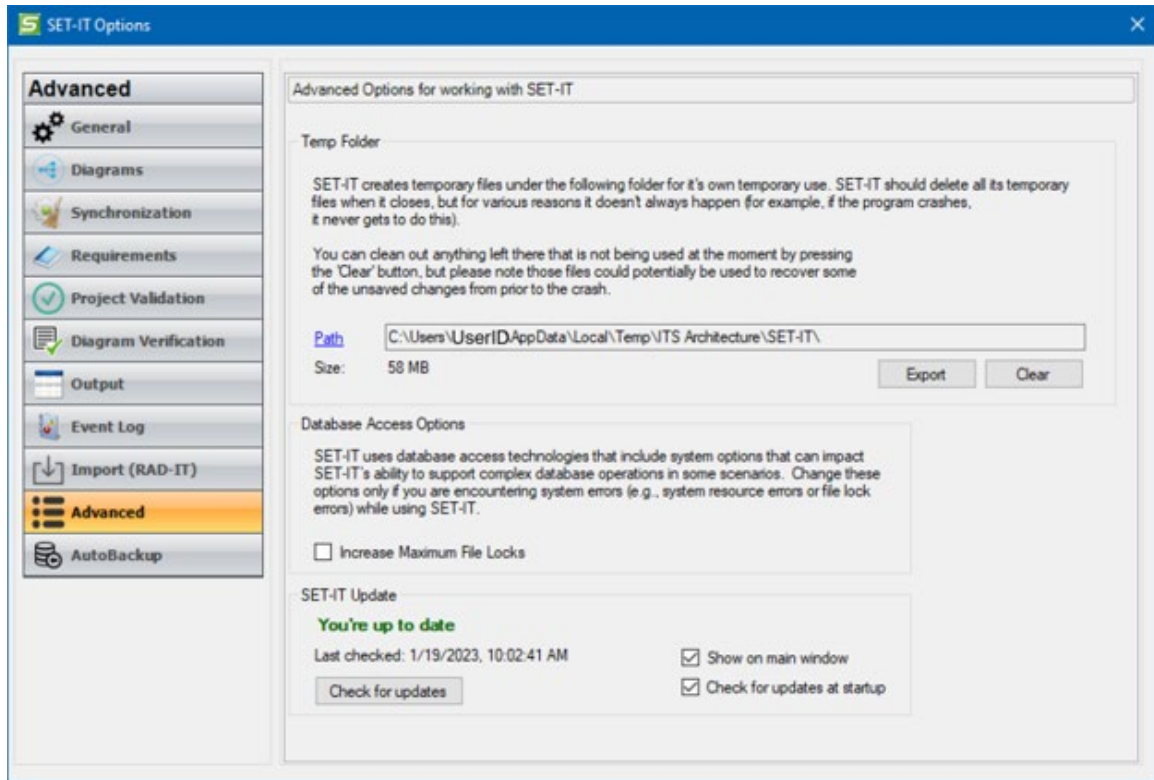 SET-IT Options
Advanced
General
Diagrams
Synchronization
Requirements
Project Validation
Diagram Verification
Output
Event Log
Import (RAD-IT)
Advanced
AutoBackup
Advanced Options for working with SET-IT
Temp Folder
SET-IT creates temporary files under the following folder for it's own temporary use. SET-IT should delete all its temporary
files when it closes, but for various reasons it doesn't always happen (for example, if the program crashes,
it never gets to do this).
You can clean out anything left there that is not being used at the moment by pressing
the 'Clear' button, but please note those files could potentially be used to recover some
of the unsaved changes from prior to the crash.
Path C:\Users\UserIDAppData\Local\Temp\ITS Architecture\SET-IT\
Size: 58 MB
Export Clear
Database Access Options
SET-IT uses database access technologies that include system options that can impact
SET-IT's ability to support complex database operations in some scenarios. Change these
options only if you are encountering system errors (e.g., system resource errors or file lock
errors) while using SET-IT.
Increase Maximum File Locks
SET-IT Update
You're up to date
Last checked: 1/19/2023, 10:02:41 AM
Show on main window
Check for updates
Check for updates at startup